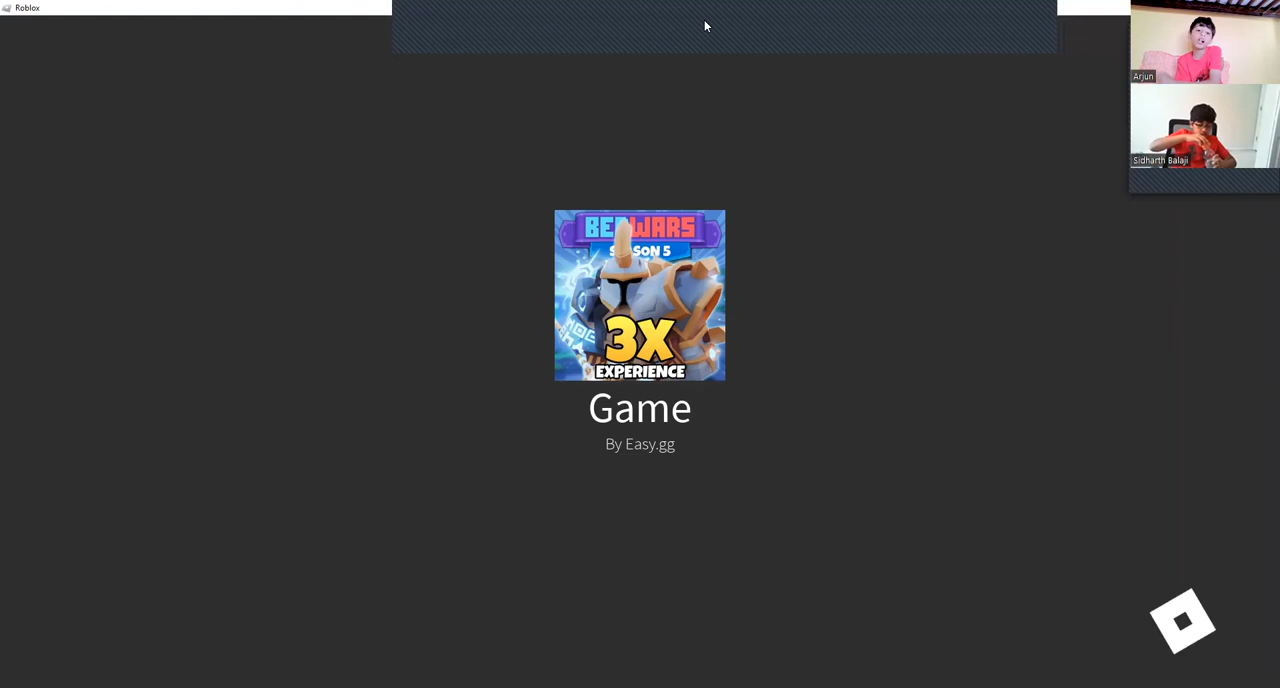 Roblox
Arjun
Sidharth Balaji
BEDWARS
SEASON 5
3X
EXPERIENCE
Game
By Easy.gg